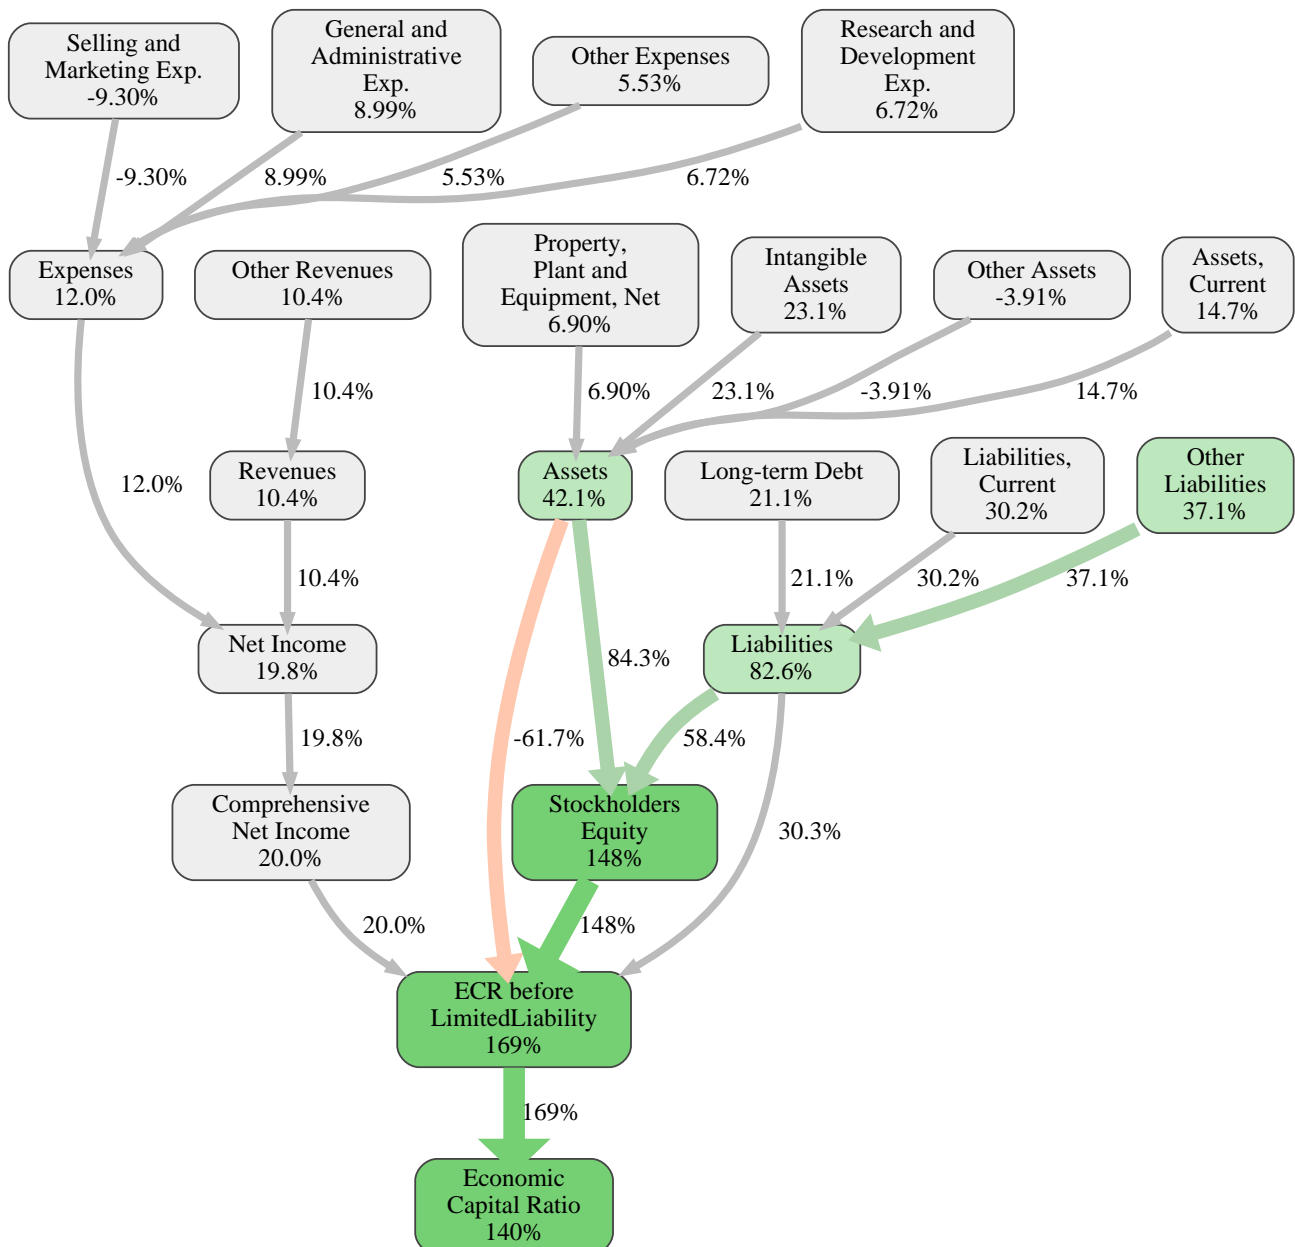 Selling and
Marketing Exp.
-9.30%
General and
Administrative
Exp.
8.99%
Other Expenses
5.53%
Research and
Development
Exp.
6.72%
-9.30%
8.99%
5.53%
6.72%
Expenses
12.0%
Other Revenues
10.4%
Property,
Plant and
Equipment, Net
6.90%
Intangible
Assets
23.1%
Other Assets
-3.91%
Assets,
Current
14.7%
10.4%
6.90%
23.1%
-3.91%
14.7%
12.0%
Revenues
10.4%
Assets
42.1%
Long-term Debt
21.1%
Liabilities,
Current
30.2%
Other
Liabilities
37.1%
10.4%
21.1%
30.2%
37.1%
Net Income
19.8%
84.3%
Liabilities
82.6%
19.8%
-61.7%
58.4%
Comprehensive
Net Income
20.0%
Stockholders
Equity
148%
30.3%
20.0%
148%
ECR before
LimitedLiability
169%
169%
Economic
Capital Ratio
140%